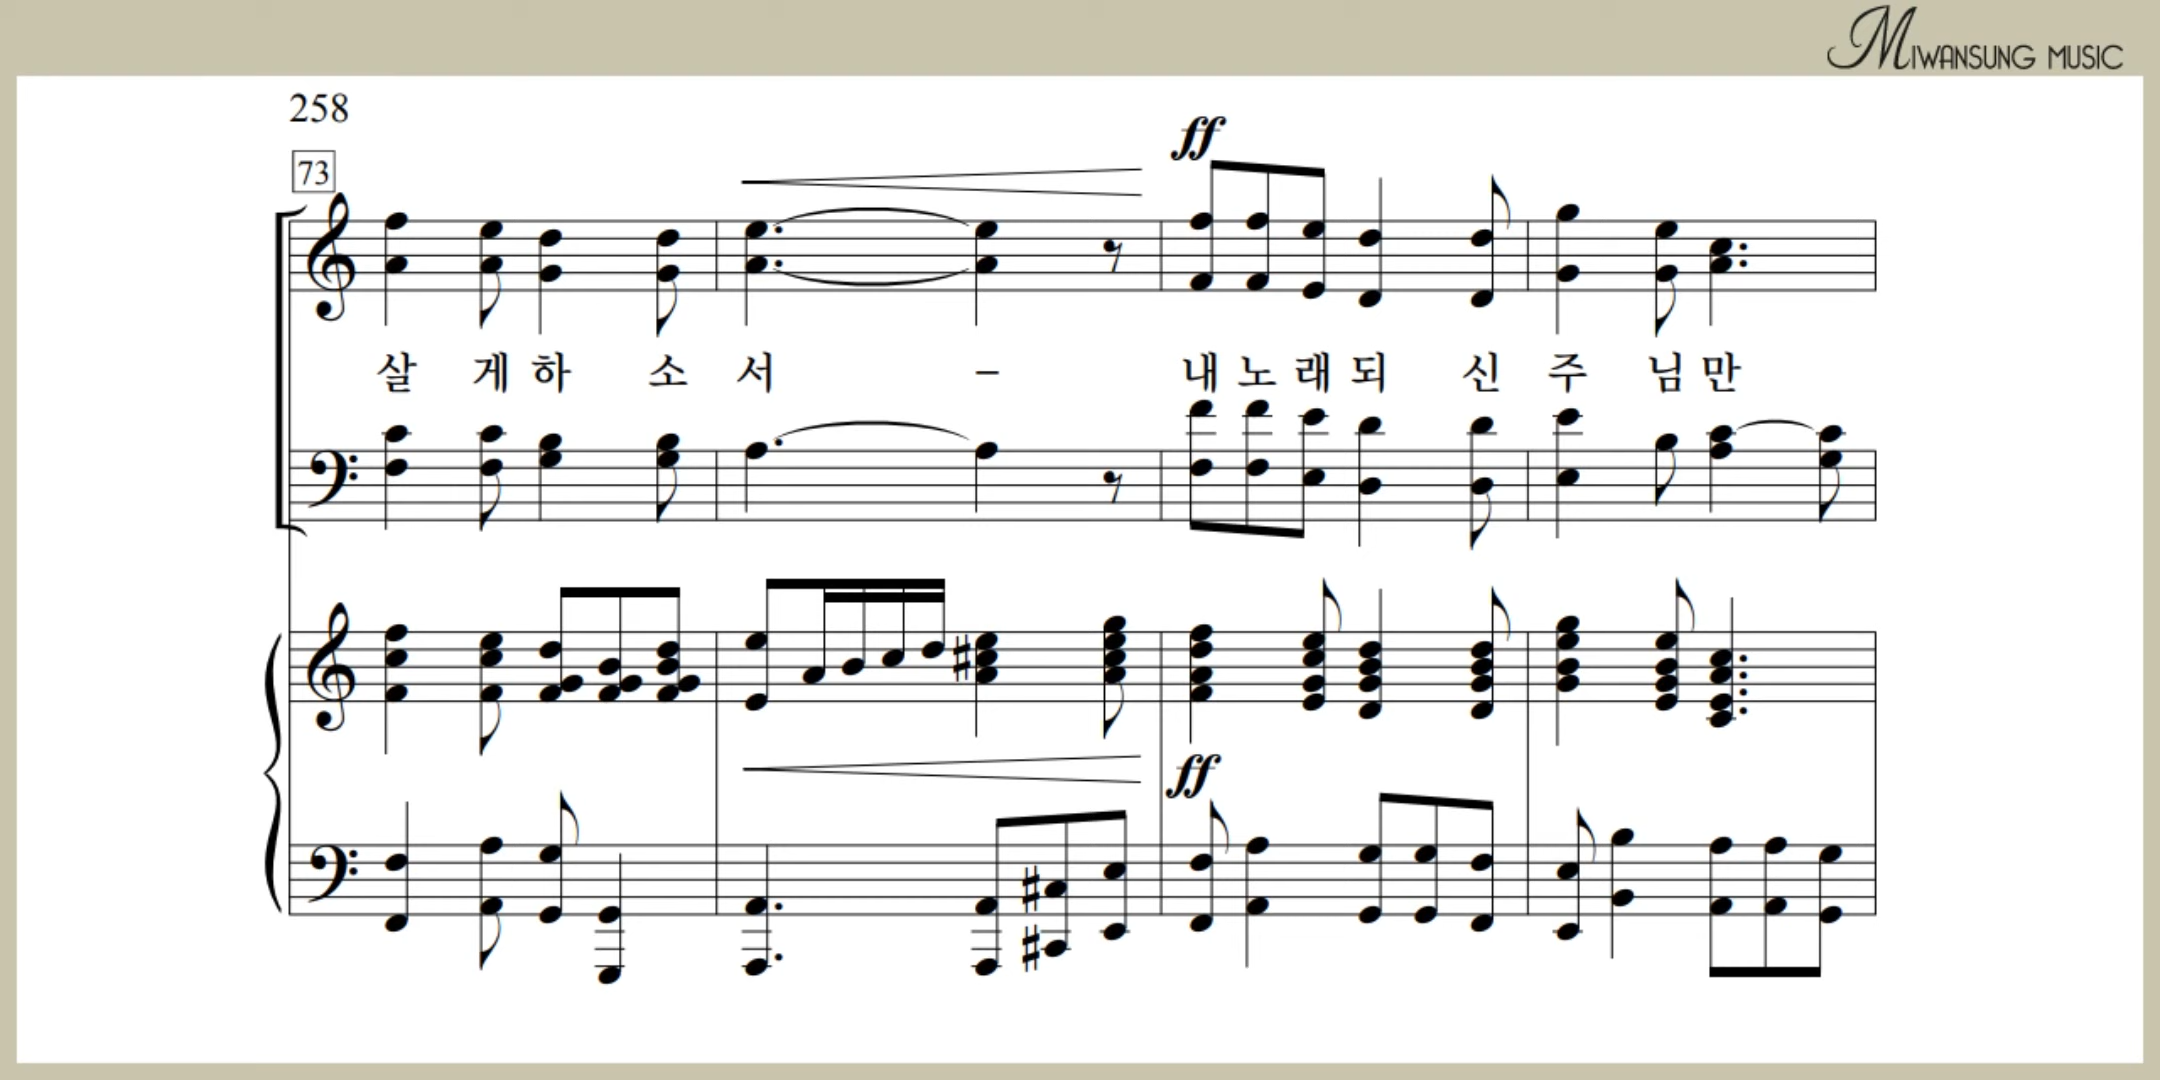 MIWANSUNG MUSIC
258
73
ff
살 게 하 소 서 – 내 노 래 되 신 주 님 만
ff